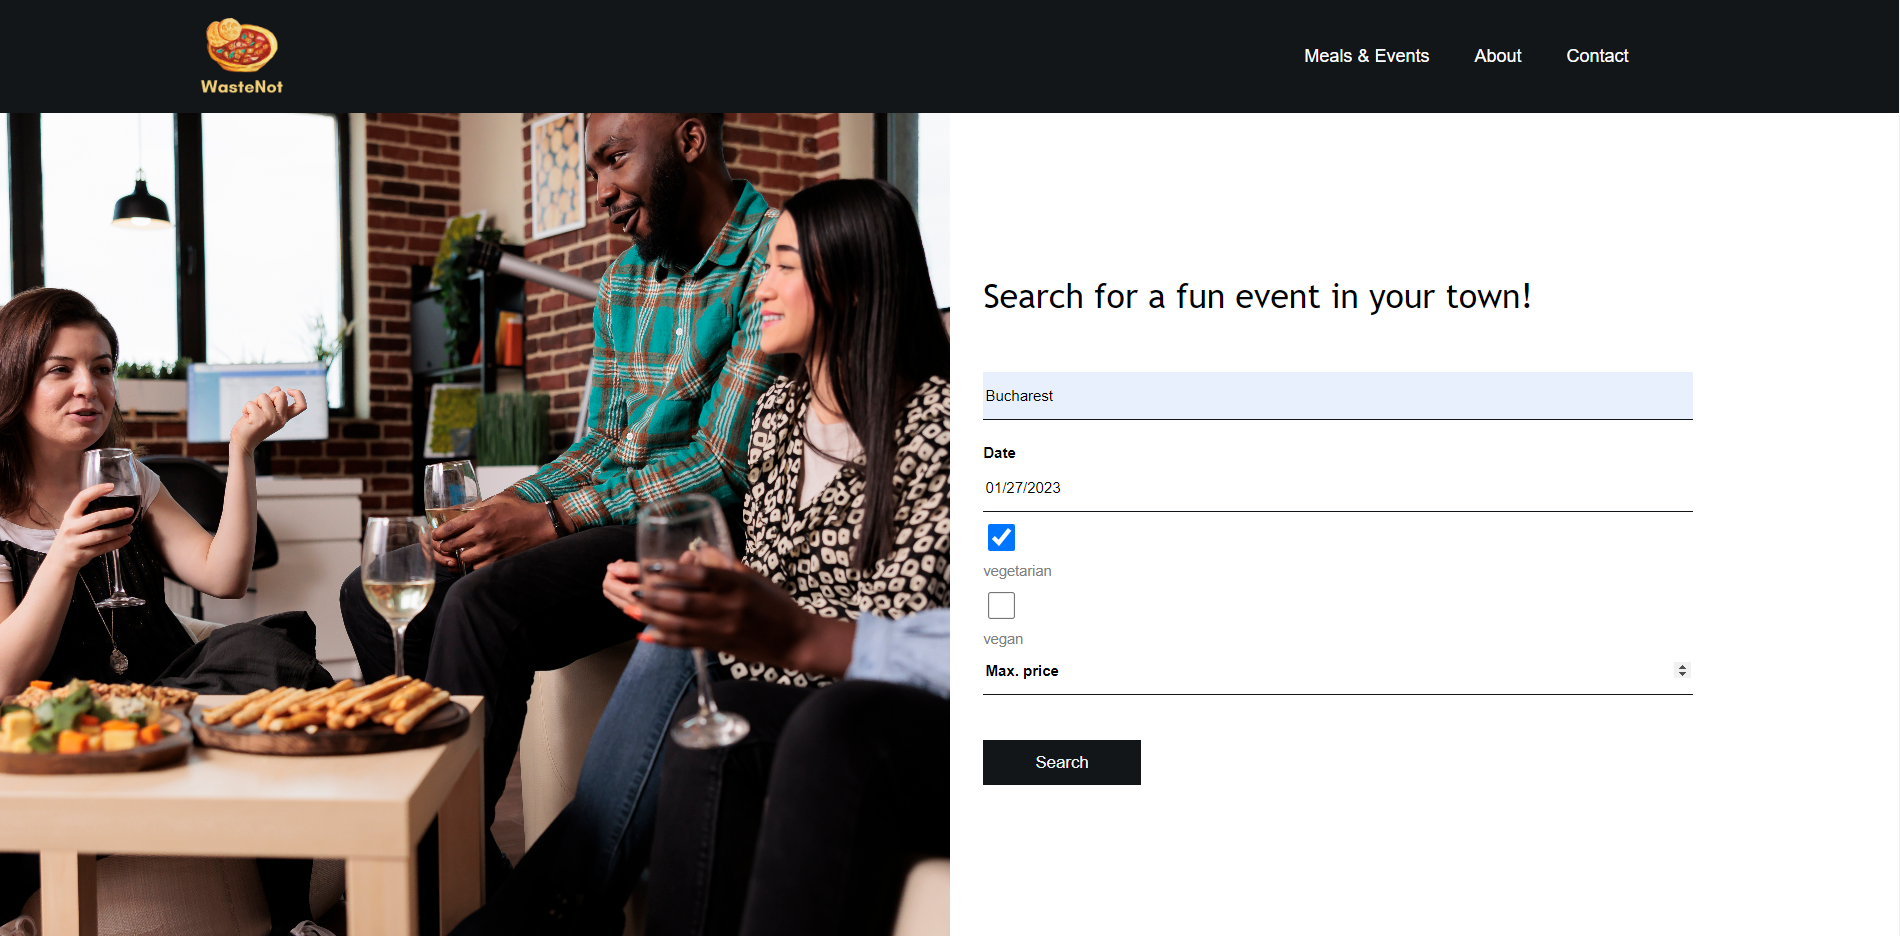 WasteNot
Meals & Events
About
Contact
Search for a fun event in your town!
Bucharest
Date
01/27/2023
vegetarian
vegan
Max. price
Search